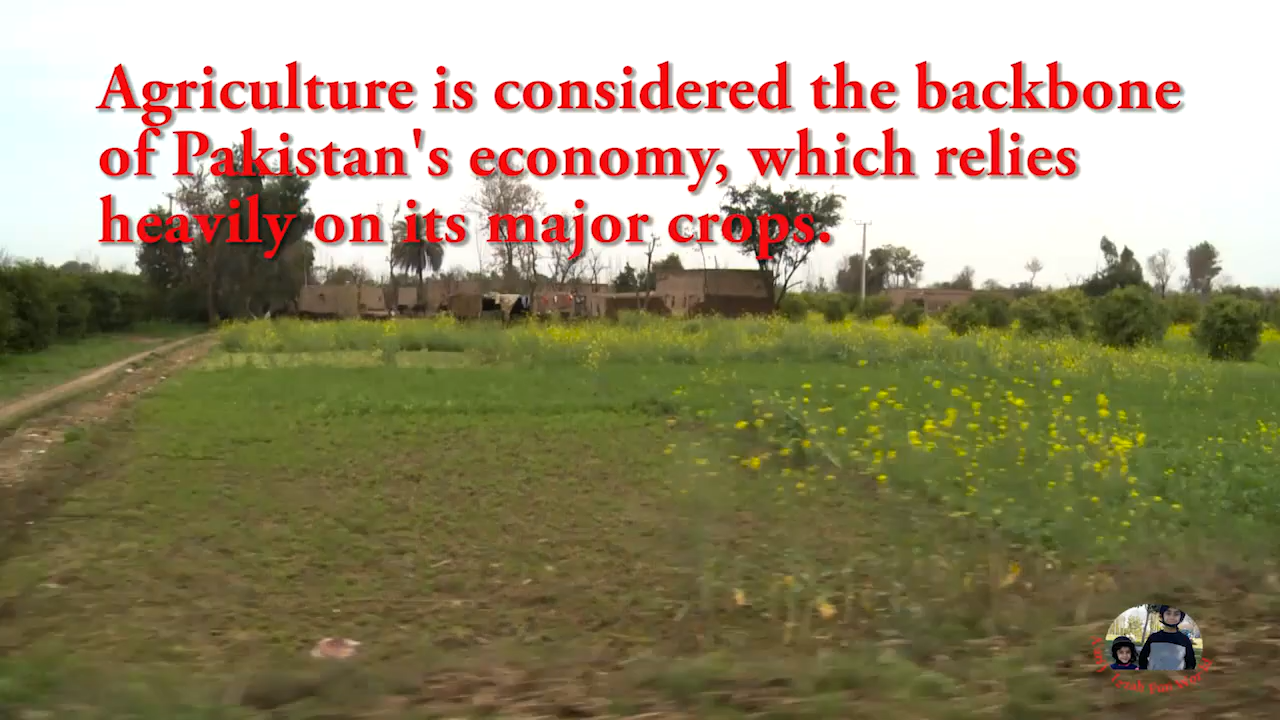 Agriculture is considered the backbone
of Pakistan's economy, which relies
heavily on its major crops.